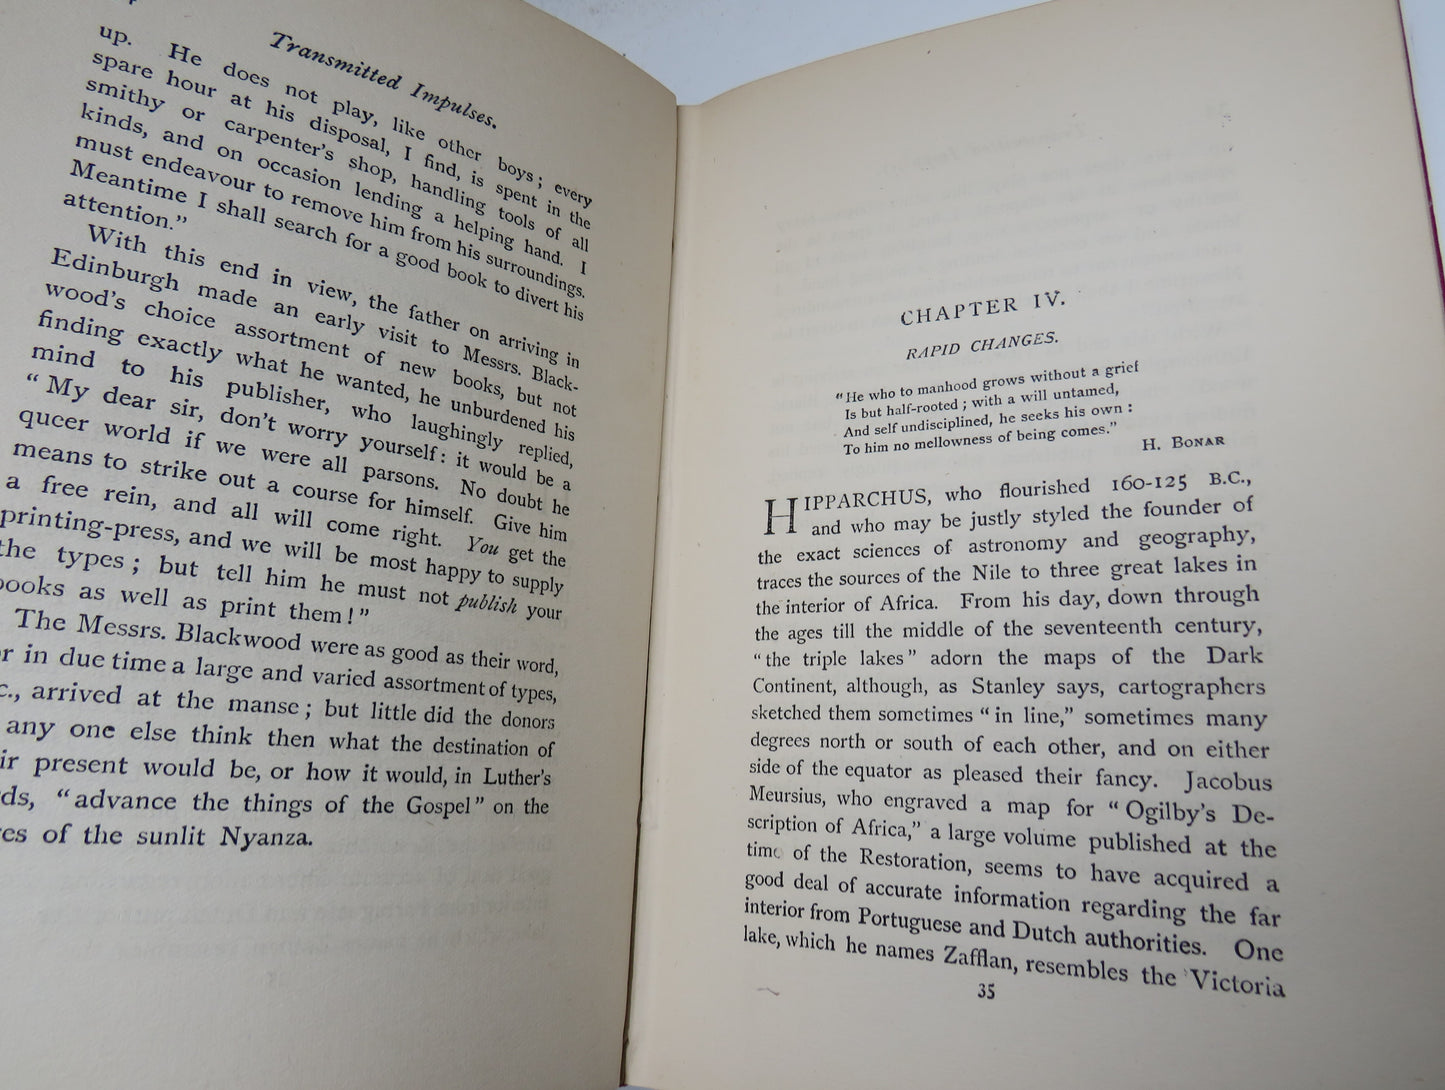 Transmitted Impulses.
up. He does not play, like other boys; every
spare hour at his disposal, I find, is spent in the
smithy or carpenter's shop, handling tools of all
kinds, and on occasion lending a helping hand. I
must endeavour to remove him from his surroundings.
Meantime I shall search for a good book to divert his
attention."
With this end in view, the father on arriving in
Edinburgh made an early visit to Messrs. Black-
wood's choice assortment of new books, but not
finding exactly what he wanted, he unburdened his
mind to his publisher, who laughingly replied,
"My dear sir, don't worry yourself: it would be a
queer world if we were all parsons. No doubt he
means to strike out a course for himself. Give him
a free rein, and all will come right. You get the
printing-press, and we will be most happy to supply
the types; but tell him he must not publish your
books as well as print them!"
The Messrs. Blackwood were as good as their word,
r in due time a large and varied assortment of types,
c., arrived at the manse; but little did the donors
any one else think then what the destination of
ir present would be, or how it would, in Luther's
ds, "advance the things of the Gospel" on the
es of the sunlit Nyanza.
CHAPTER IV.
RAPID CHANGES.
"He who to manhood grows without a grief
Is but half-rooted; with a will untamed,
And self undisciplined, he seeks his own:
To him no mellowness of being comes."
H. BONAR
HIPPARCHUS, who flourished 160-125 B.C.,
and who may be justly styled the founder of
the exact sciences of astronomy and geography,
traces the sources of the Nile to three great lakes in
the interior of Africa. From his day, down through
the ages till the middle of the seventeenth century,
"the triple lakes" adorn the maps of the Dark
Continent, although, as Stanley says, cartographers
sketched them sometimes "in line," sometimes many
degrees north or south of each other, and on either
side of the equator as pleased their fancy. Jacobus
Meursius, who engraved a map for "Ogilby's De-
scription of Africa," a large volume published at the
time of the Restoration, seems to have acquired a
good deal of accurate information regarding the far
interior from Portuguese and Dutch authorities. One
lake, which he names Zafflan, resembles the Victoria
35